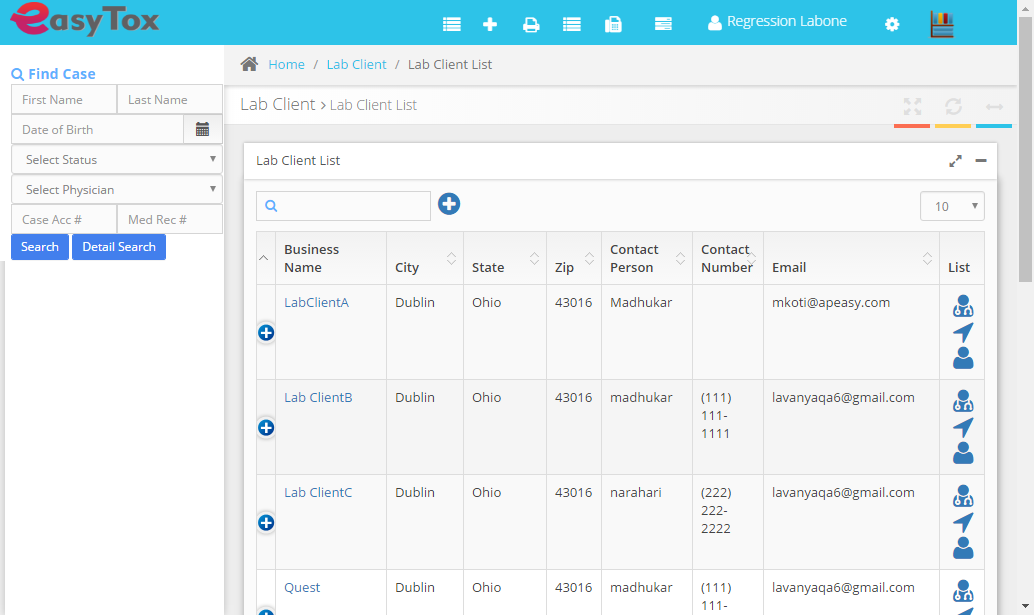 easyTox
Regression Labone
Find Case
First Name Last Name
Date of Birth
Select Status
Select Physician
Case Acc # Med Rec #
Search Detail Search
Home / Lab Client / Lab Client List
Lab Client > Lab Client List
Lab Client List
10
Business Name City State Zip Contact Person Contact Number Email List
LabClientA Dublin Ohio 43016 Madhukar mkoti@apeasy.com
Lab ClientB Dublin Ohio 43016 madhukar (111) lavanyaqa6@gmail.com
111-
1111
Lab ClientC Dublin Ohio 43016 narahari (222) lavanyaqa6@gmail.com
222-
2222
Quest Dublin Ohio 43016 madhukar (111) lavanyaqa6@gmail.com
111-